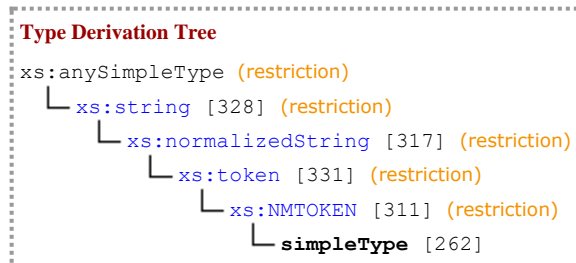 Type Derivation Tree
xs:anySimpleType (restriction)
xs:string [328] (restriction)
xs:normalizedString [317] (restriction)
xs:token [331] (restriction)
xs:NMTOKEN [311] (restriction)
simpleType [262]